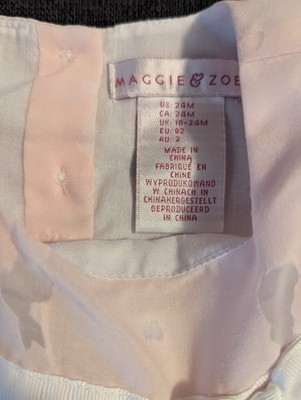 MAGGIE & ZOE
US: 24M
CA: 24M
UK: 18-24M
EU: 92
AU: 2
MADE IN
CHINA
FABRIQUÉ EN
CHINE
WYPRODUKOWANO
W CHINACH IN
CHINAHERGESTELLT
GEPRODUCEERD
IN CHINA